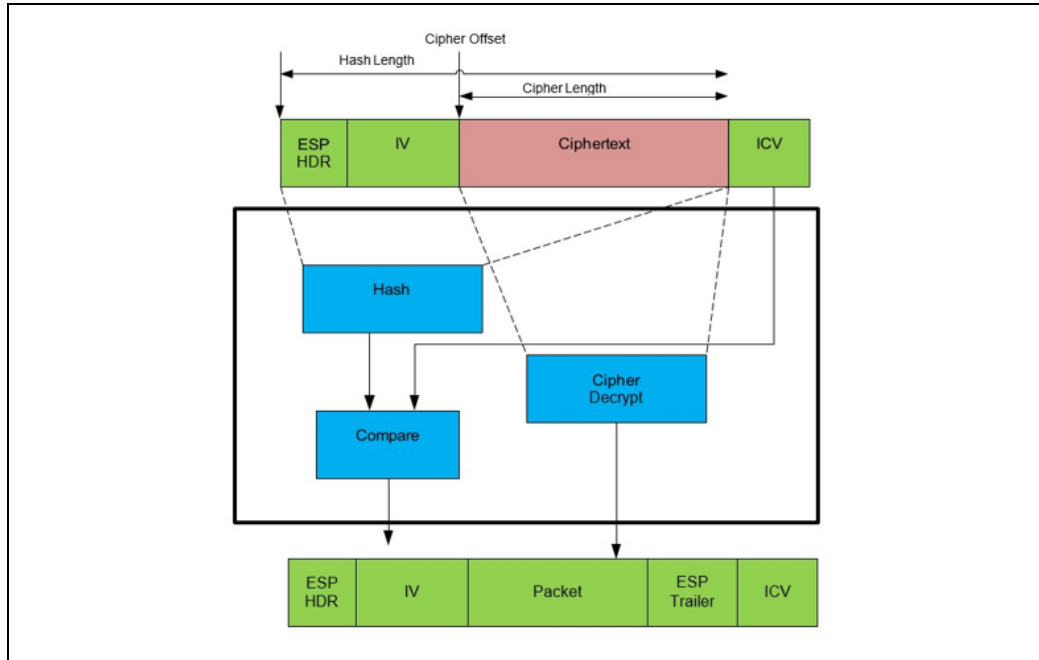 Cipher Offset
Hash Length
Cipher Length
ESP
HDR
IV
Ciphertext
ICV
Hash
Cipher
Decrypt
Compare
ESP
HDR
IV
Packet
ESP
Trailer
ICV